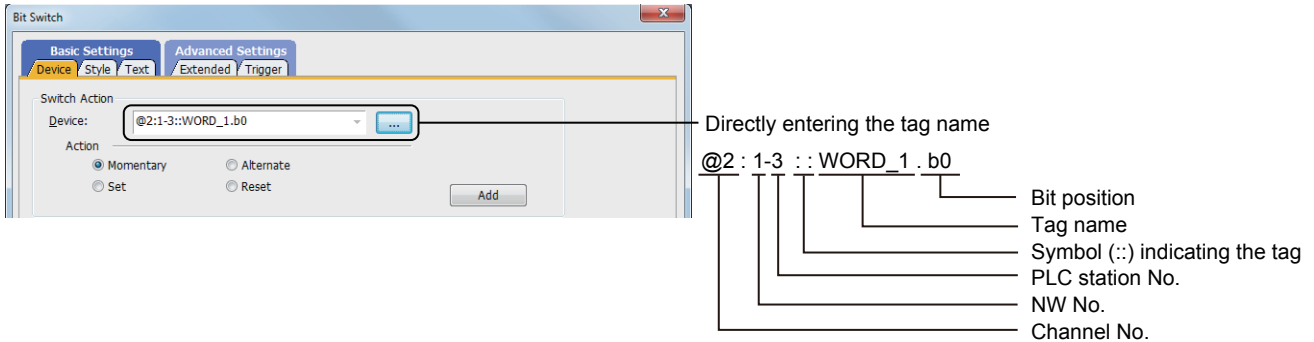 Bit Switch
Basic Settings
Advanced Settings
Device
Style
Text
Extended
Trigger
Switch Action
Device:
@2:1-3::WORD_1.b0
...
Action
Momentary
Alternate
Set
Reset
Add
Directly entering the tag name
@2 : 1-3 : : WORD_1 . b0
Bit position
Tag name
Symbol (::) indicating the tag
PLC station No.
NW No.
Channel No.